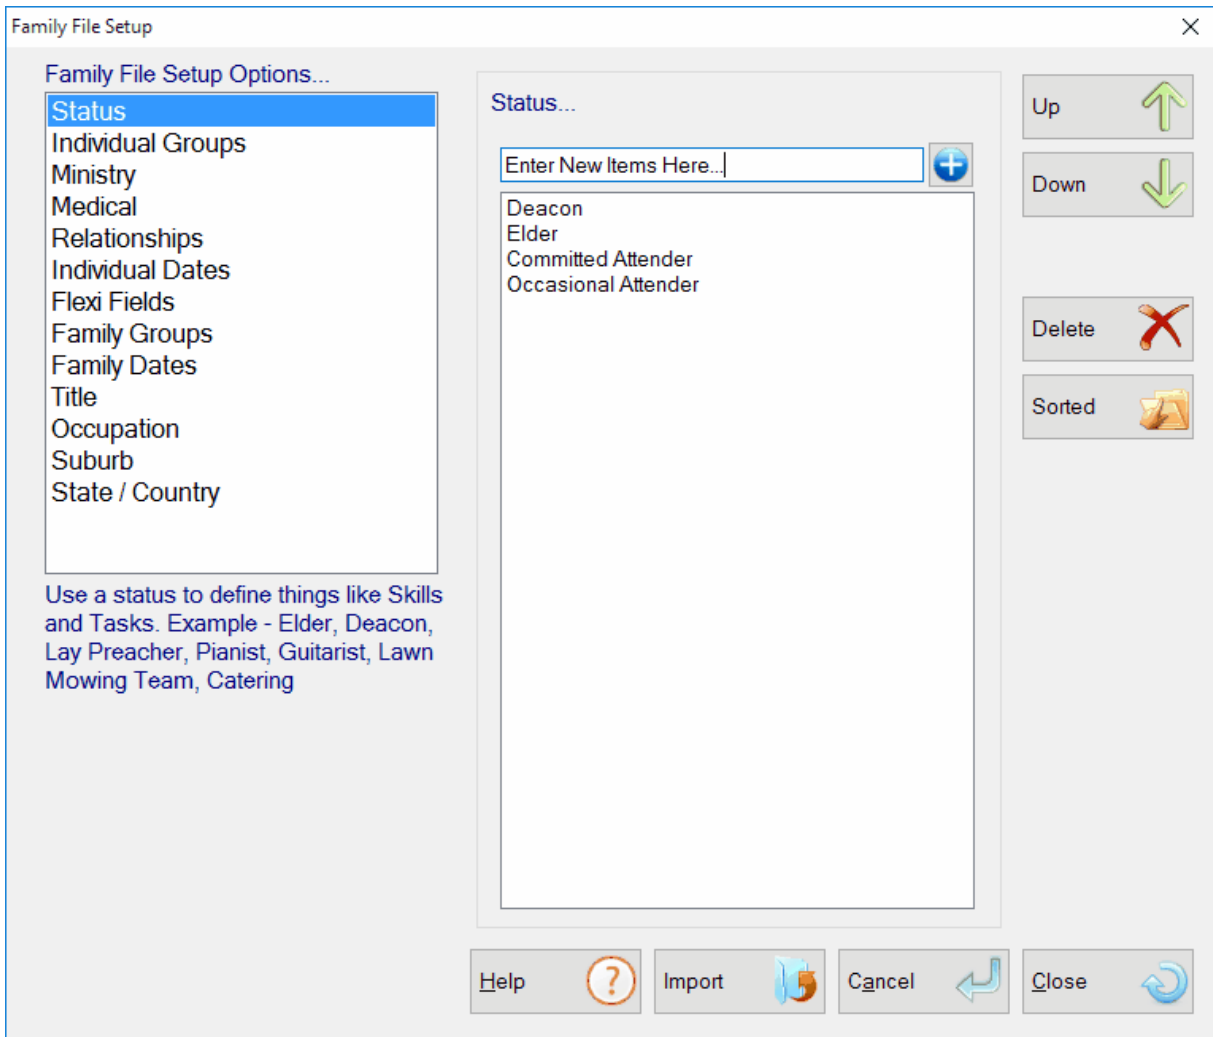 Family File Setup
Family File Setup Options...
Status
Individual Groups
Ministry
Medical
Relationships
Individual Dates
Flexi Fields
Family Groups
Family Dates
Title
Occupation
Suburb
State / Country
Use a status to define things like Skills
and Tasks. Example - Elder, Deacon,
Lay Preacher, Pianist, Guitarist, Lawn
Mowing Team, Catering
Status...
Enter New Items Here...
Deacon
Elder
Committed Attender
Occasional Attender
Up
Down
Delete
Sorted
Help
Import
Cancel
Close